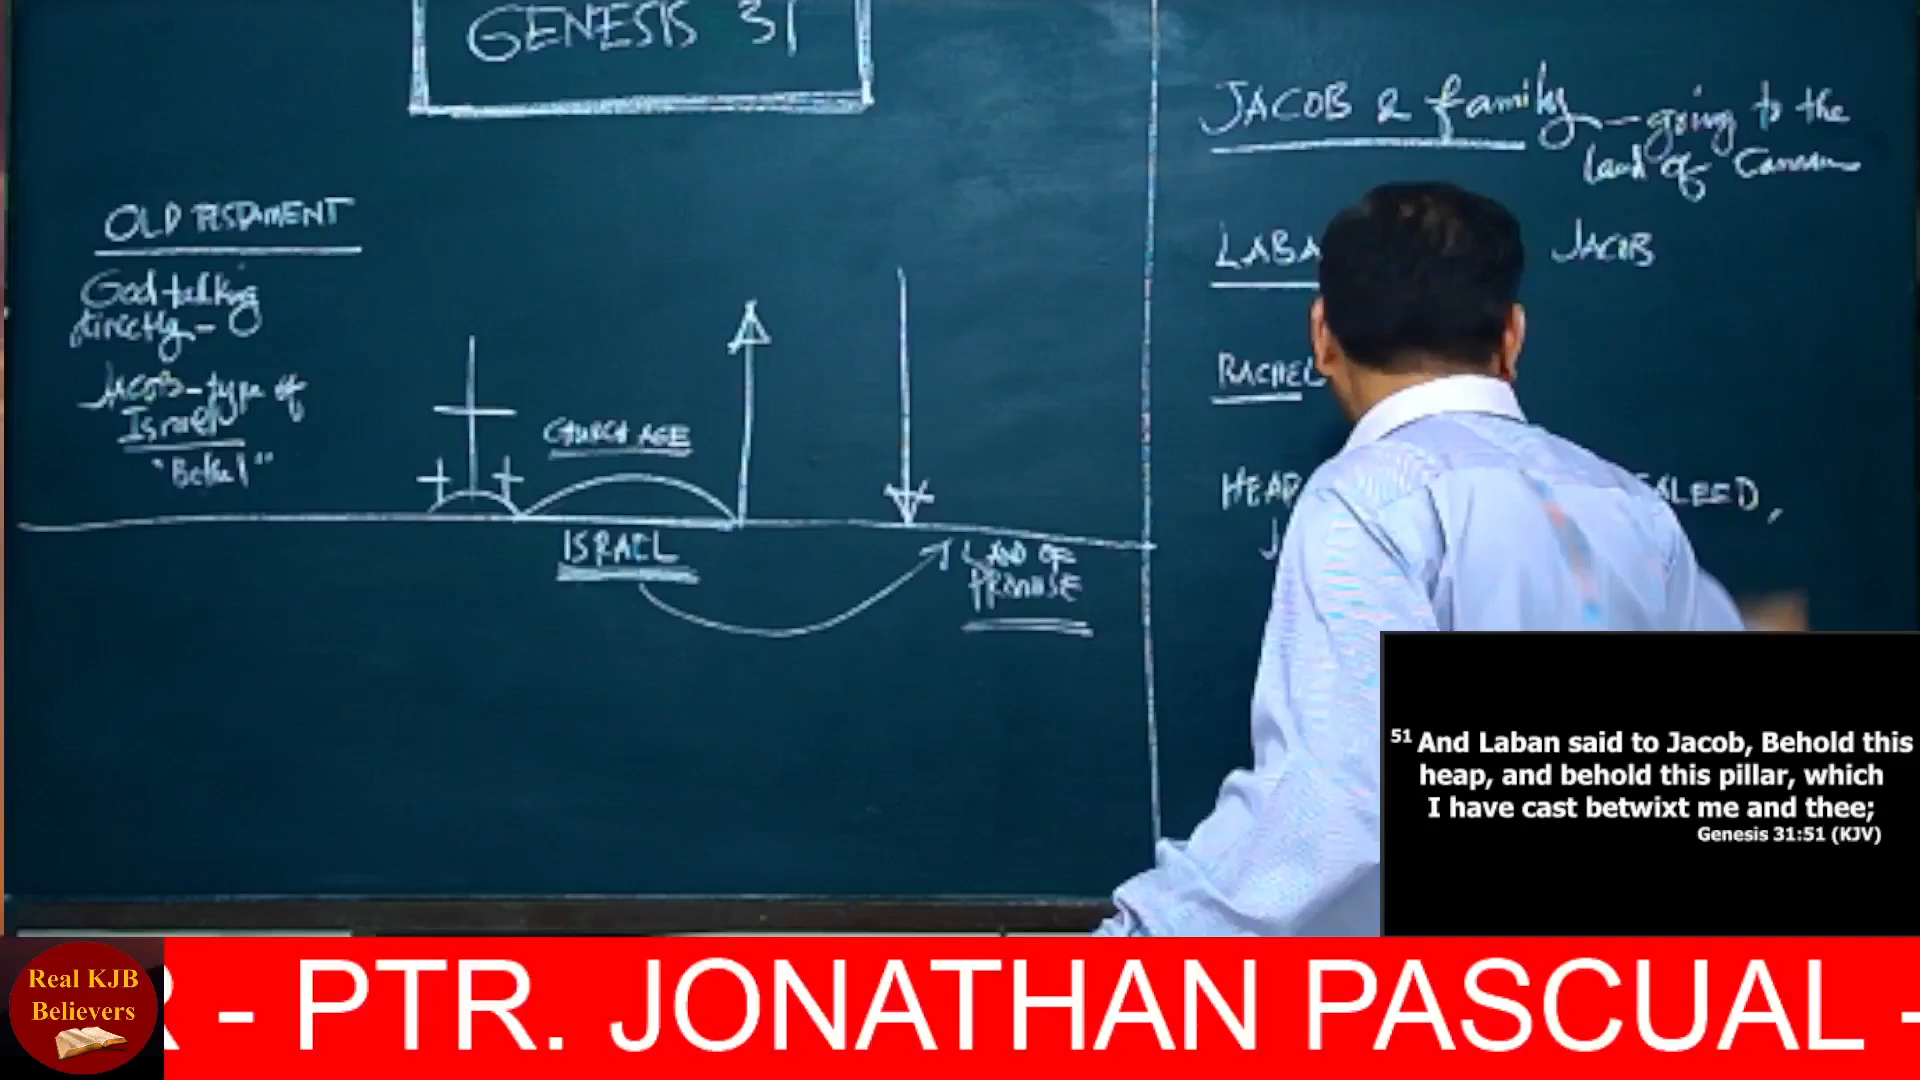 GENESIS 31
OLD TESTAMENT
God talking
directly-
Jacob-type of
Israel
"Bethel"
CHURCH AGE
ISRAEL
LAND OF
PROMISE
JACOB & family - going to the
land of Canaan
LABA
JACOB
RACHEL
HEAP
GALEED,
J
51 And Laban said to Jacob, Behold this
heap, and behold this pillar, which
I have cast betwixt me and thee;
Genesis 31:51 (KJV)
Real KJB
Believers
R - PTR. JONATHAN PASCUAL -